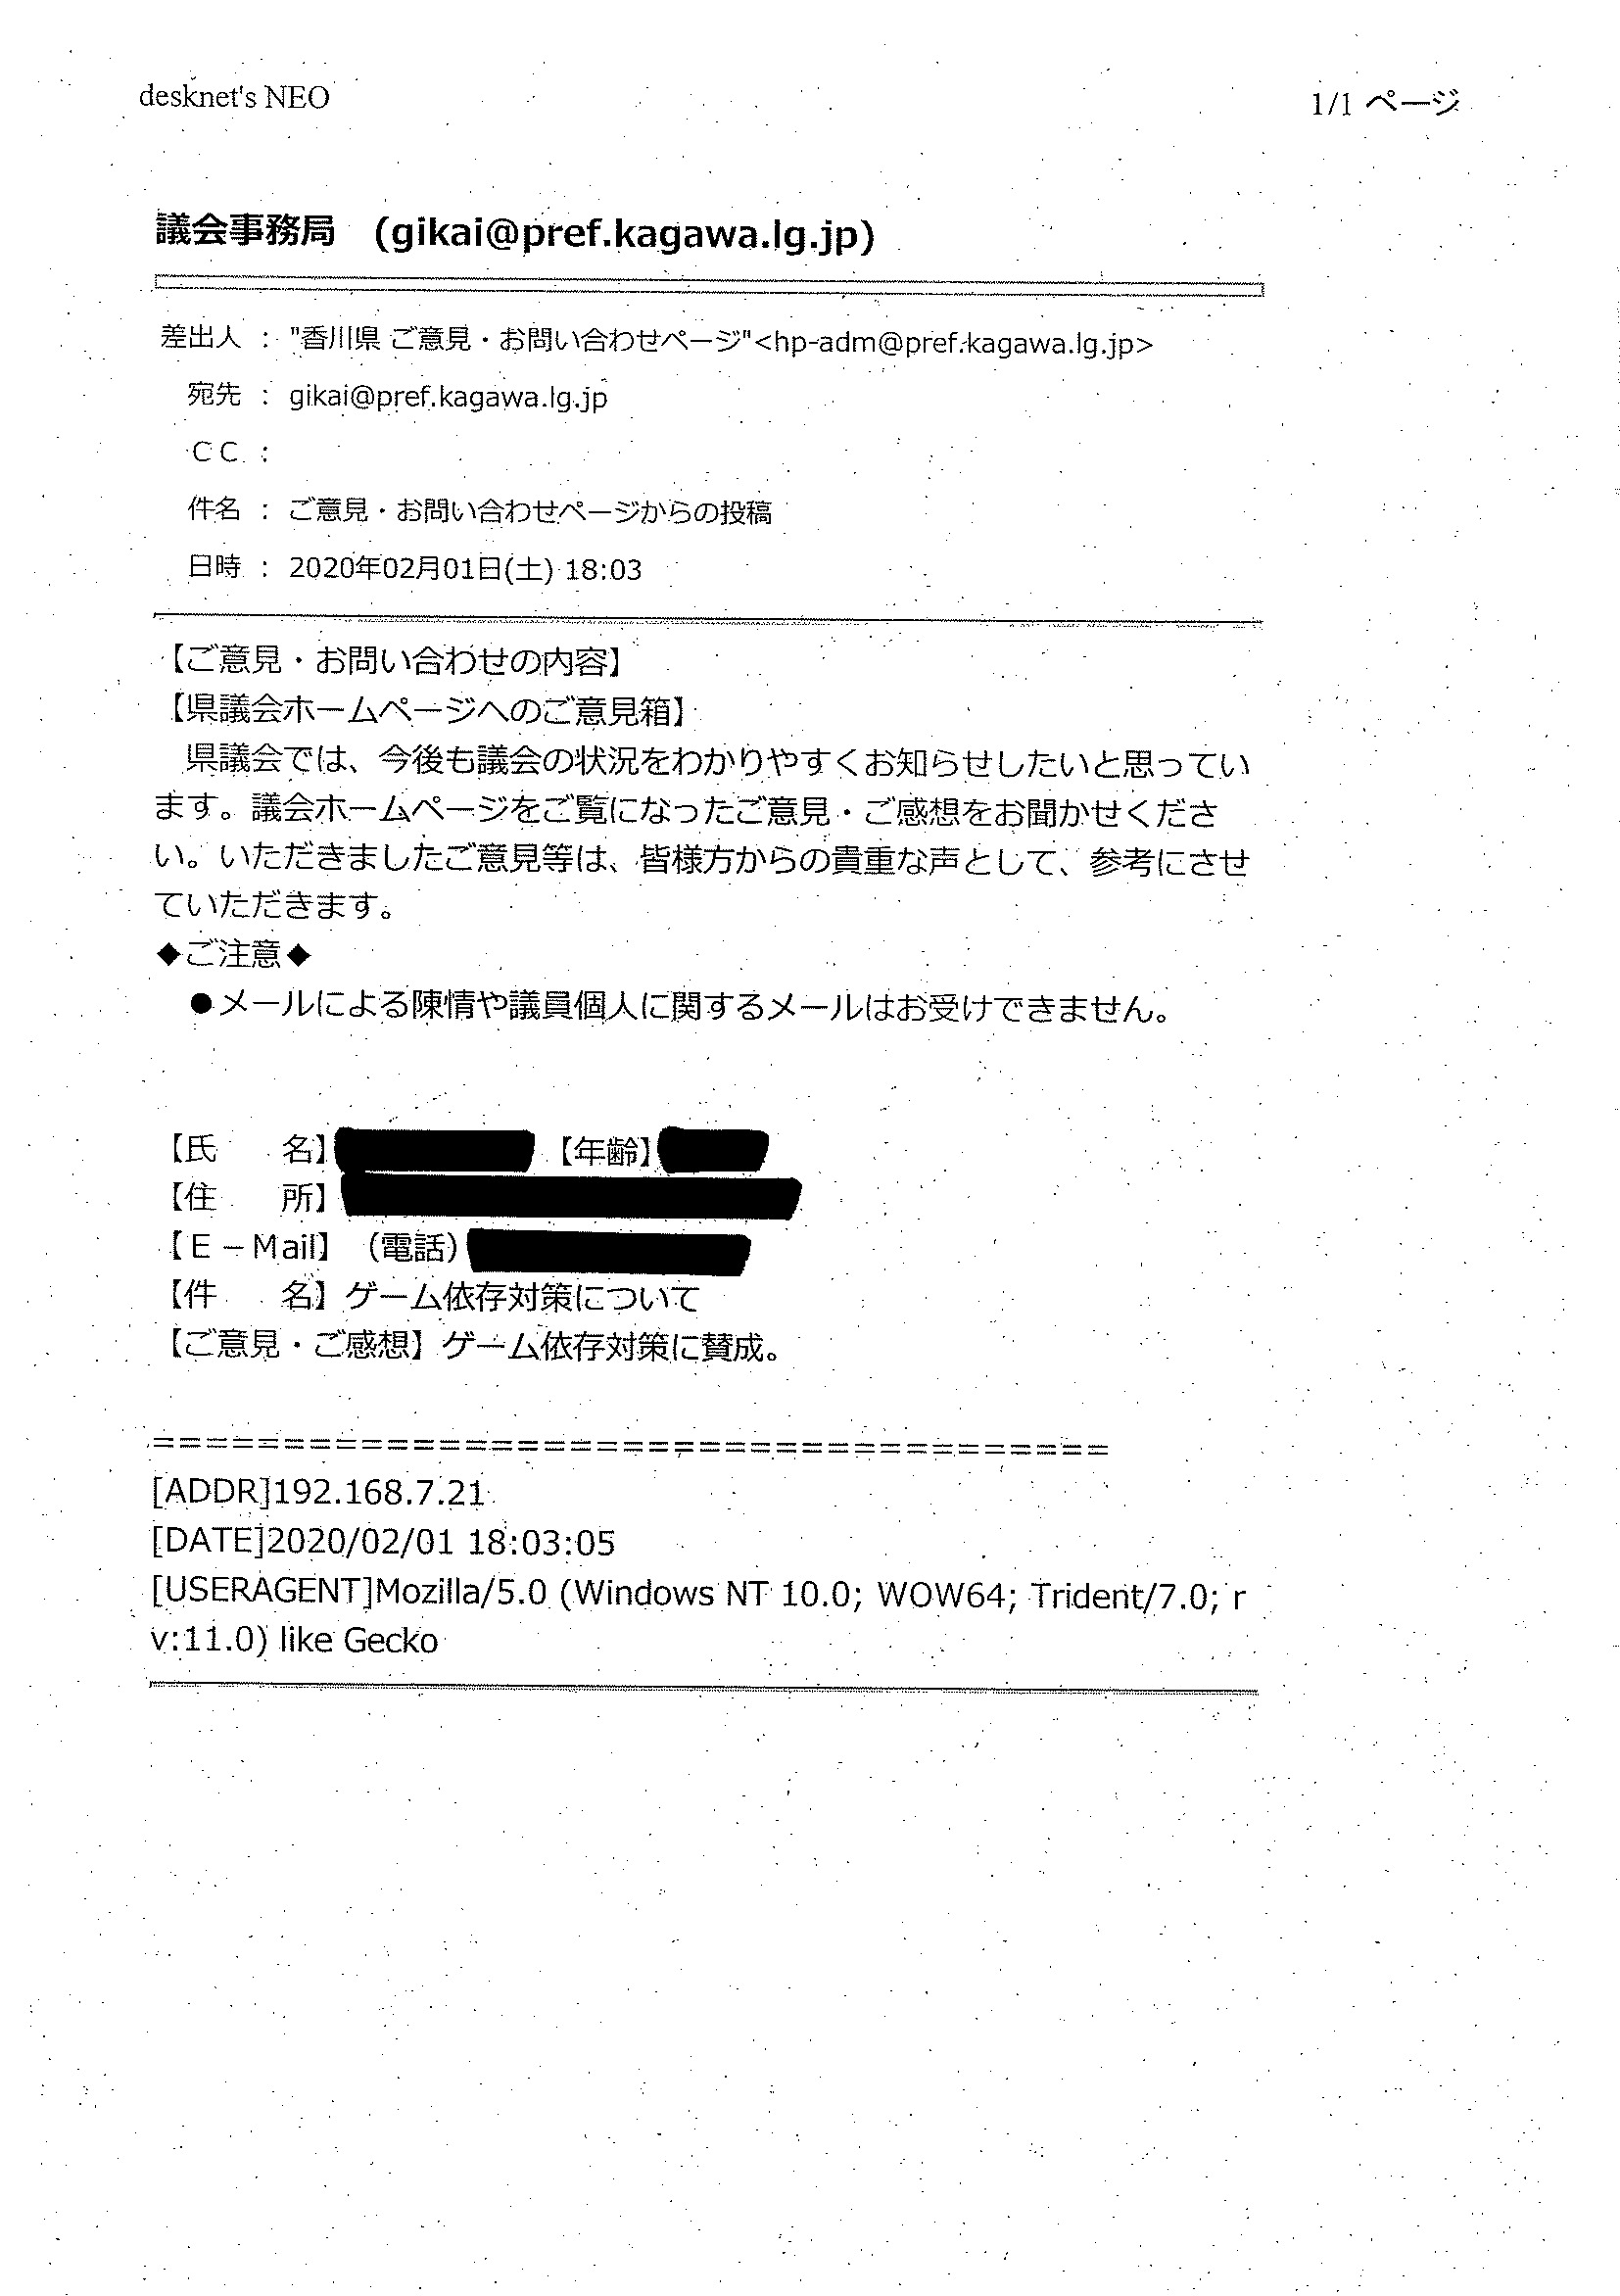 desknet's NEO
1/1 ページ
議会事務局　(gikai@pref.kagawa.lg.jp)
差出人 ： "香川県 ご意見・お問い合わせページ"<hp-adm@pref.kagawa.lg.jp>
宛先 ： gikai@pref.kagawa.lg.jp
ＣＣ ：
件名 ： ご意見・お問い合わせページからの投稿
日時 ： 2020年02月01日(土) 18:03
【ご意見・お問い合わせの内容】
【県議会ホームページへのご意見箱】
　県議会では、今後も議会の状況をわかりやすくお知らせしたいと思ってい
ます。議会ホームページをご覧になったご意見・ご感想をお聞かせくださ
い。いただきましたご意見等は、皆様方からの貴重な声として、参考にさせ
ていただきます。
◆ご注意◆
　●メールによる陳情や議員個人に関するメールはお受けできません。
【氏　　名】 【年齢】
【住　　所】
【Ｅ－Mail】（電話）
【件　　名】ゲーム依存対策について
【ご意見・ご感想】ゲーム依存対策に賛成。
=====================================
[ADDR]192.168.7.21
[DATE]2020/02/01 18:03:05
[USERAGENT]Mozilla/5.0 (Windows NT 10.0; WOW64; Trident/7.0; r
v:11.0) like Gecko